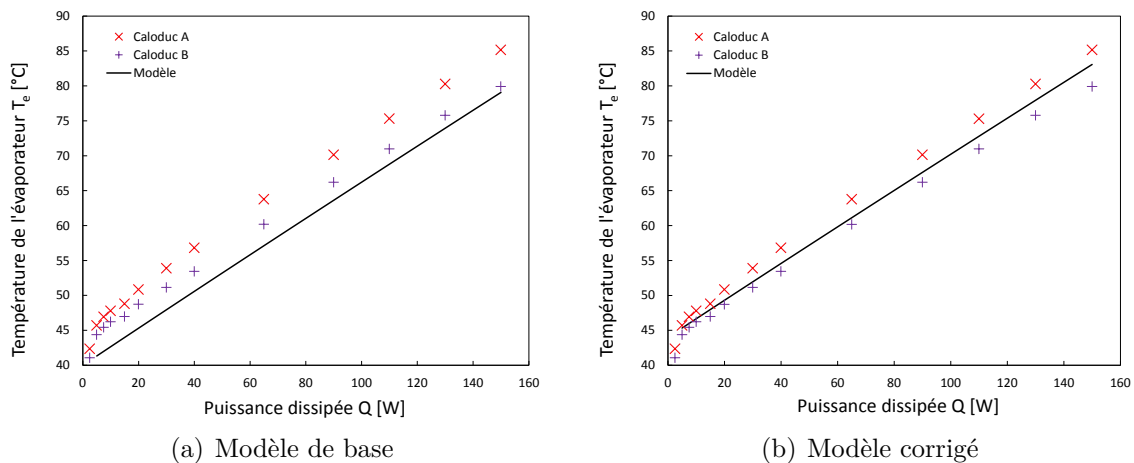 90
85
80
75
70
65
60
55
50
45
40
Température de l'évaporateur T_e [°C]
Caloduc A
Caloduc B
Modèle
0 20 40 60 80 100 120 140 160
Puissance dissipée Q [W]
(a) Modèle de base
90
85
80
75
70
65
60
55
50
45
40
Température de l'évaporateur T_e [°C]
Caloduc A
Caloduc B
Modèle
0 20 40 60 80 100 120 140 160
Puissance dissipée Q [W]
(b) Modèle corrigé